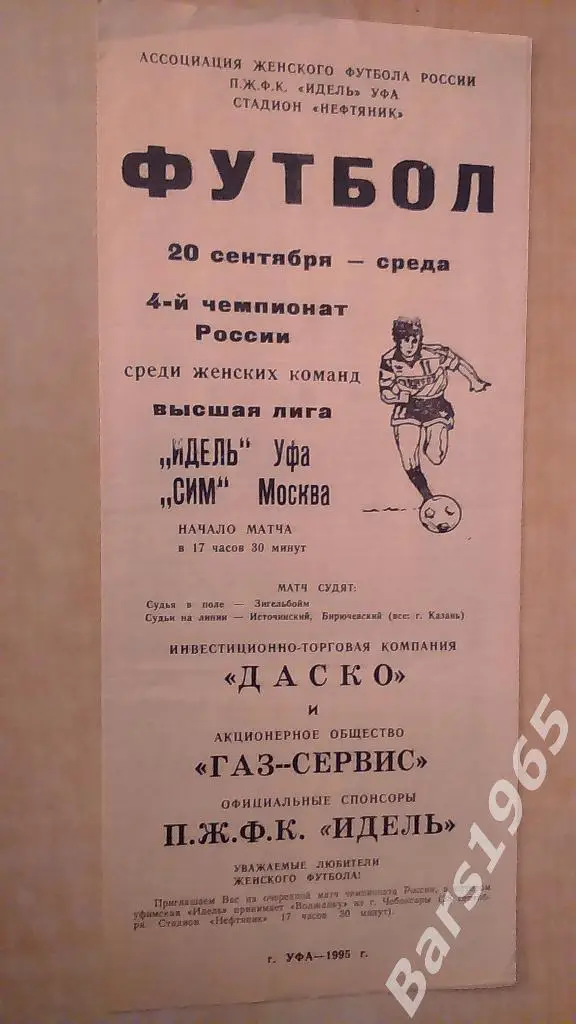 АССОЦИАЦИЯ ЖЕНСКОГО ФУТБОЛА РОССИИ
П.Ж.Ф.К. «ИДЕЛЬ» УФА
СТАДИОН «НЕФТЯНИК»
ФУТБОЛ
20 сентября — среда
4-й чемпионат
России
среди женских команд
высшая лига
„ИДЕЛЬ" Уфа
„СИМ" Москва
НАЧАЛО МАТЧА
в 17 часов 30 минут
МАТЧ СУДЯТ:
Судья в поле — Зигельбойм
Судьи на линии — Источинский, Бирючевский (все: г. Казань)
ИНВЕСТИЦИОННО-ТОРГОВАЯ КОМПАНИЯ
«ДАСКО»
И
АКЦИОНЕРНОЕ ОБЩЕСТВО
«ГАЗ--СЕРВИС»
ОФИЦИАЛЬНЫЕ СПОНСОРЫ
П.Ж.Ф.К. «ИДЕЛЬ»
УВАЖАЕМЫЕ ЛЮБИТЕЛИ
ЖЕНСКОГО ФУТБОЛА!
Приглашаем Вас на очередной матч чемпионата России, в котором
уфимская «Идель» принимает «Волжанку» из г. Чебоксары
ря. Стадион «Нефтяник» 17 часов 30 минут).
г. УФА—1995 г.
Bars1965